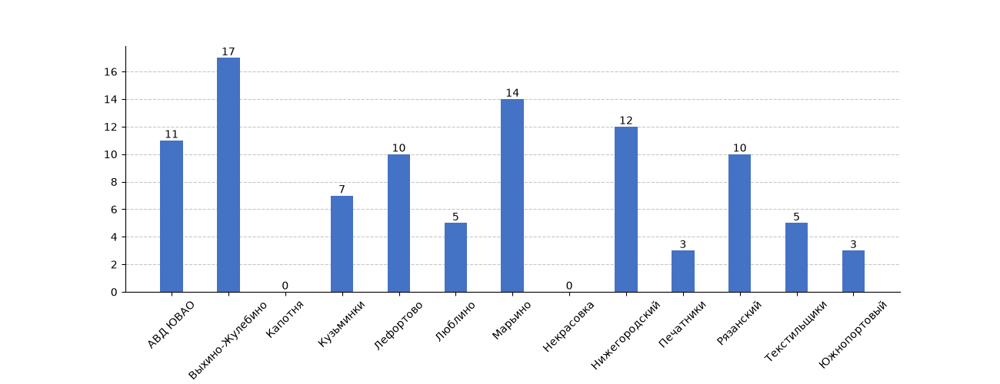 17
16
14
14
12
12
11
10
10
10
8
7
6
5
5
4
3
3
2
0
0
0
АВД ЮВАО
Выхино-Жулебино
Капотня
Кузьминки
Лефортово
Люблино
Марьино
Некрасовка
Нижегородский
Печатники
Рязанский
Текстильщики
Южнопортовый